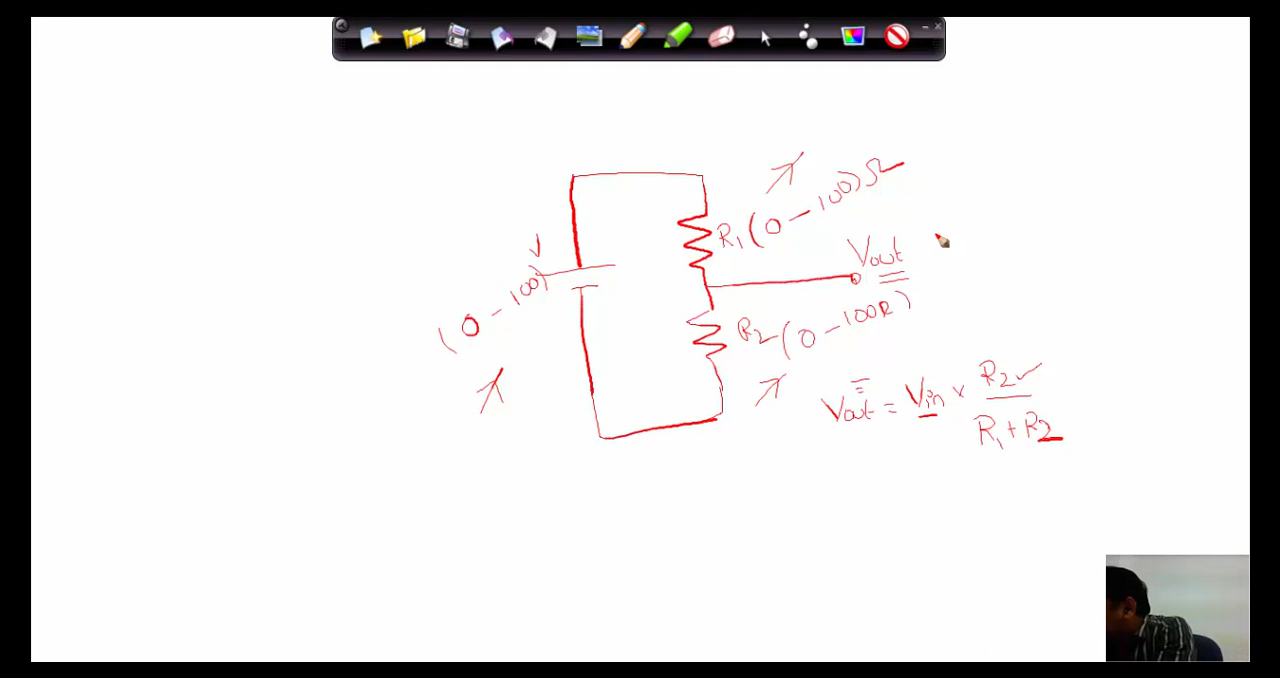 R1 (0 – 100) Ω
V
(0 – 100)
Vout
R2 (0 – 100R)
Vout = Vin × R2 / R1 + R2